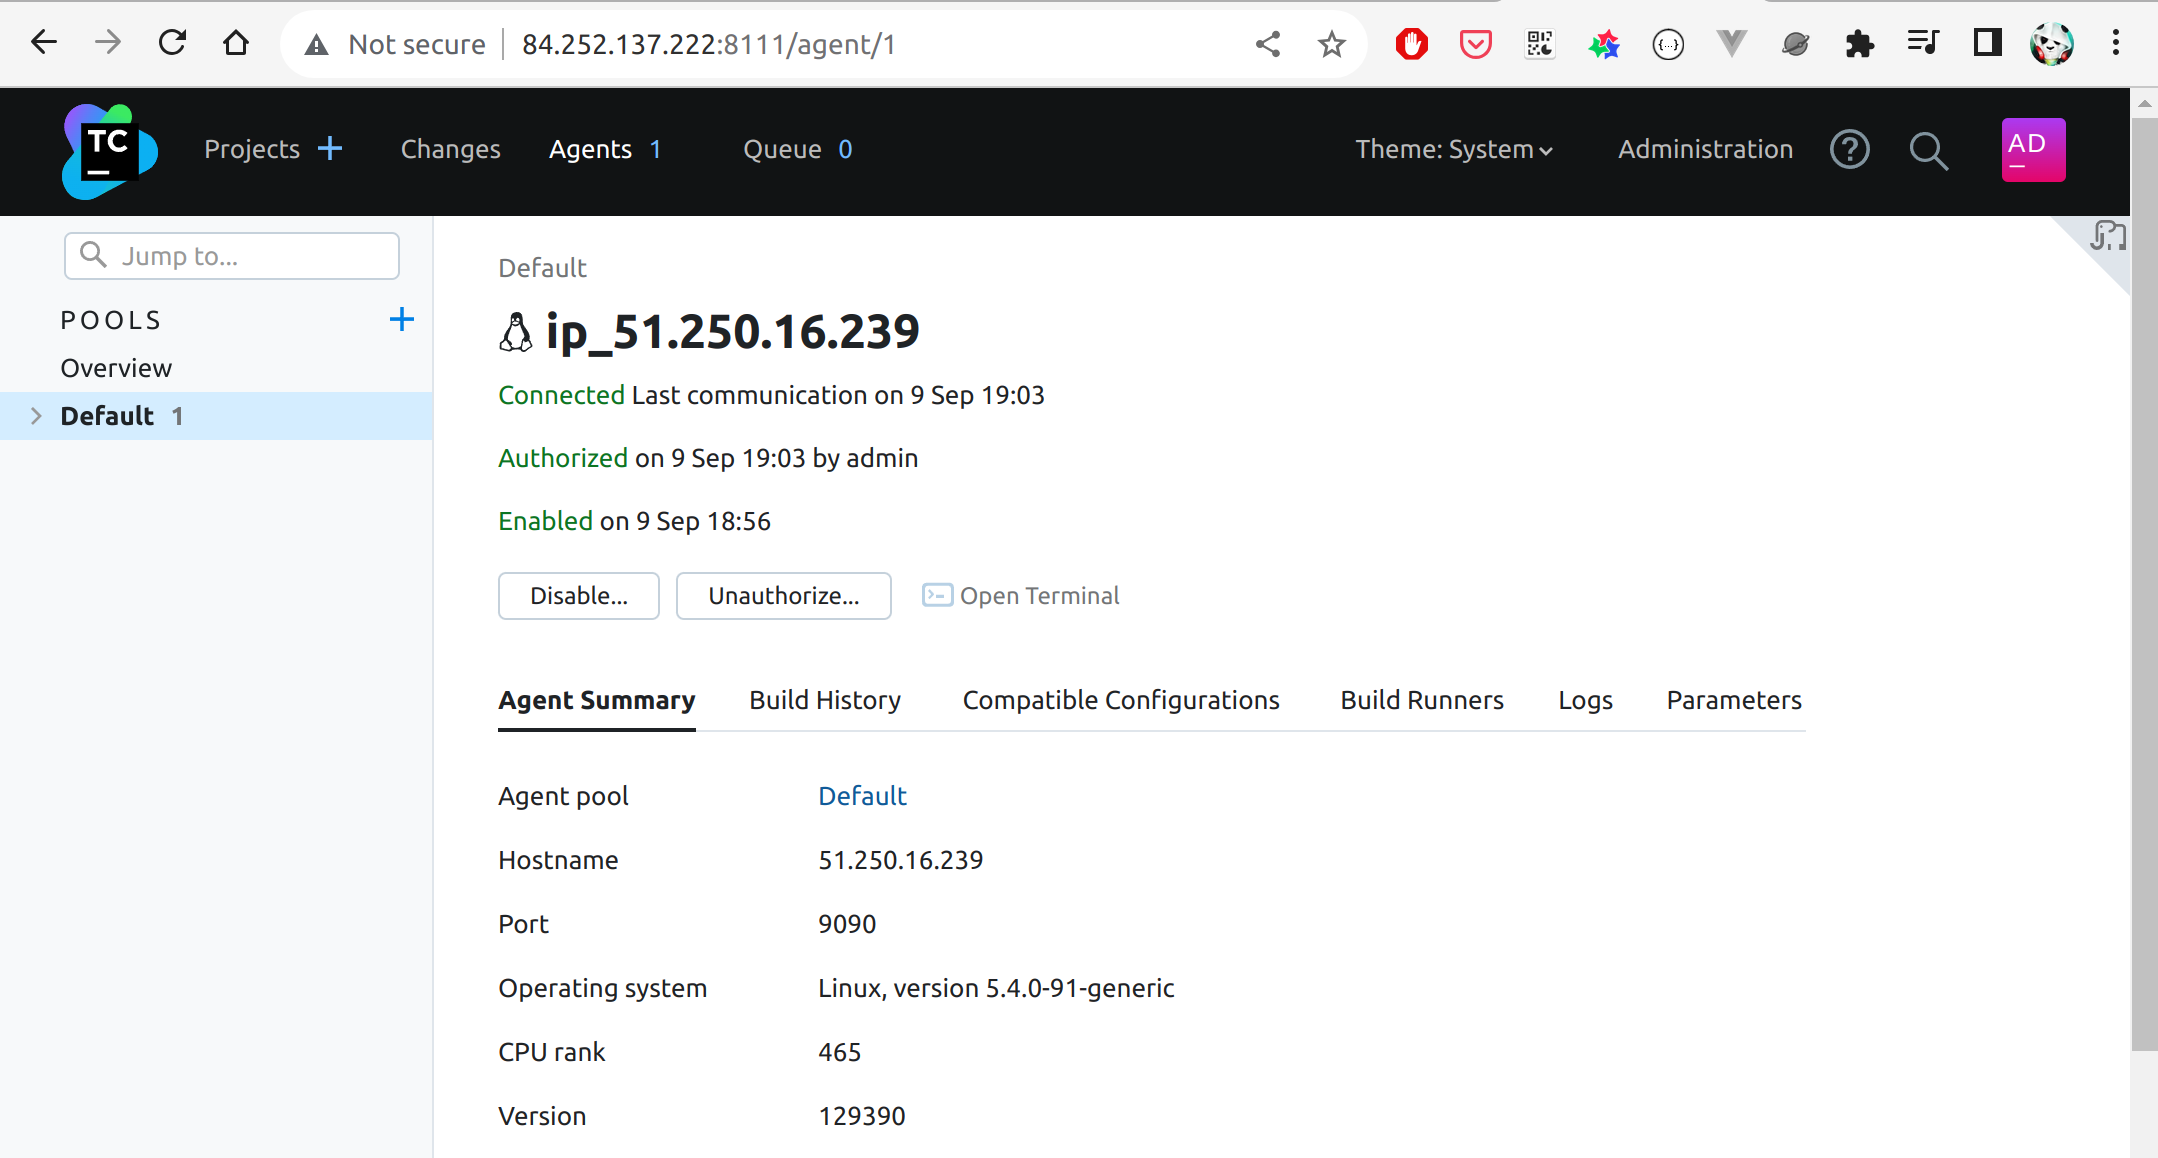 Not secure 84.252.137.222:8111/agent/1
TC
Projects Changes Agents 1 Queue 0 Theme: System Administration AD
Jump to...
POOLS
Overview
Default 1
Default
ip_51.250.16.239
Connected Last communication on 9 Sep 19:03
Authorized on 9 Sep 19:03 by admin
Enabled on 9 Sep 18:56
Disable... Unauthorize... Open Terminal
Agent Summary Build History Compatible Configurations Build Runners Logs Parameters
Agent pool Default
Hostname 51.250.16.239
Port 9090
Operating system Linux, version 5.4.0-91-generic
CPU rank 465
Version 129390